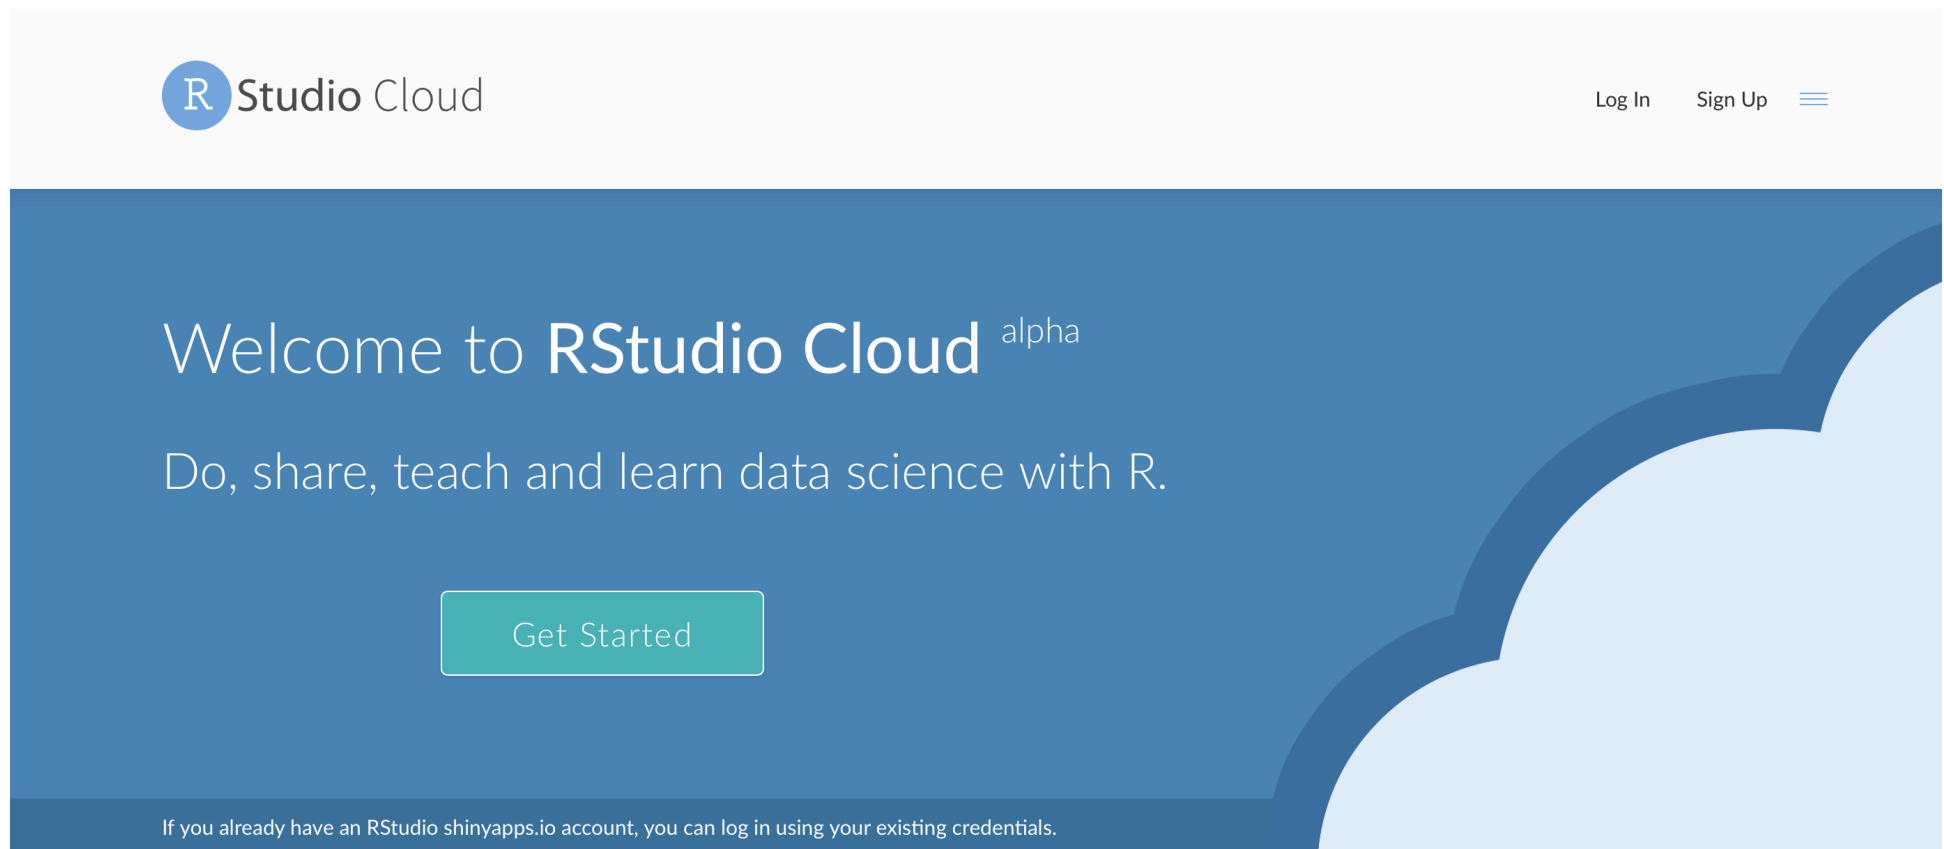 R Studio Cloud
Log In Sign Up
Welcome to RStudio Cloud alpha
Do, share, teach and learn data science with R.
Get Started
If you already have an RStudio shinyapps.io account, you can log in using your existing credentials.